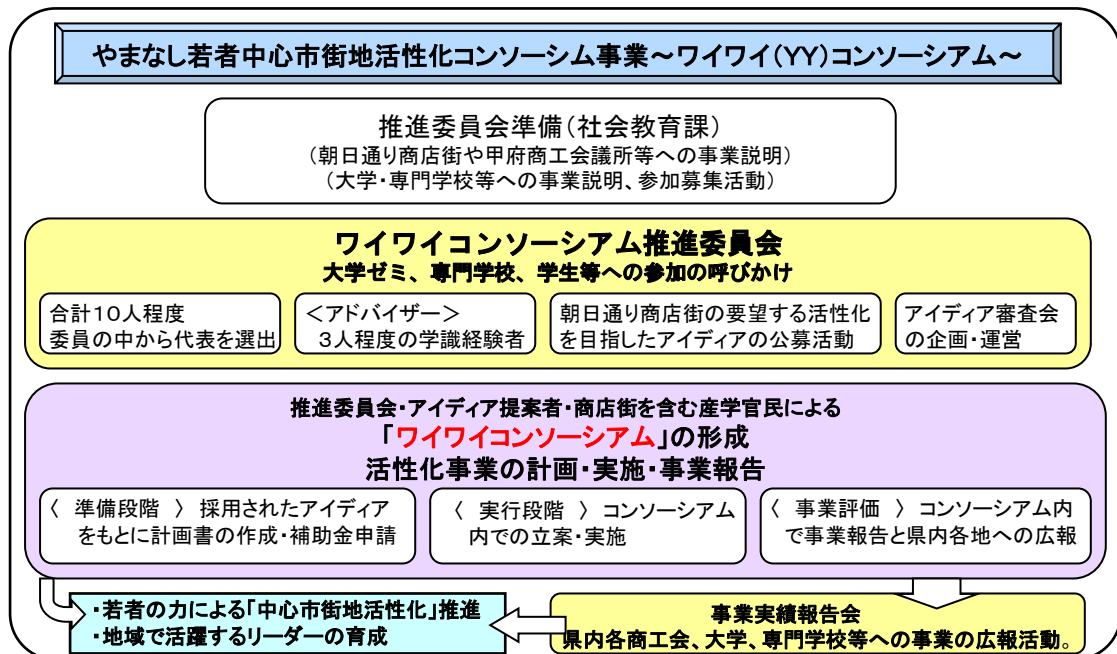 やまなし若者中心市街地活性化コンソーシム事業~ワイワイ(YY)コンソーシアム~
推進委員会準備(社会教育課)
(朝日通り商店街や甲府商工会議所等への事業説明)
(大学・専門学校等への事業説明、参加募集活動)
ワイワイコンソーシアム推進委員会
大学ゼミ、専門学校、学生等への参加の呼びかけ
合計10人程度
委員の中から代表を選出
<アドバイザー>
3人程度の学識経験者
朝日通り商店街の要望する活性化
を目指したアイディアの公募活動
アイディア審査会
の企画・運営
推進委員会・アイディア提案者・商店街を含む産学官民による
「ワイワイコンソーシアム」の形成
活性化事業の計画・実施・事業報告
〈 準備段階 〉 採用されたアイディア
をもとに計画書の作成・補助金申請
〈 実行段階 〉 コンソーシアム
内での立案・実施
〈 事業評価 〉 コンソーシアム内
で事業報告と県内各地への広報
・若者の力による「中心市街地活性化」推進
・地域で活躍するリーダーの育成
事業実績報告会
県内各商工会、大学、専門学校等への事業の広報活動。